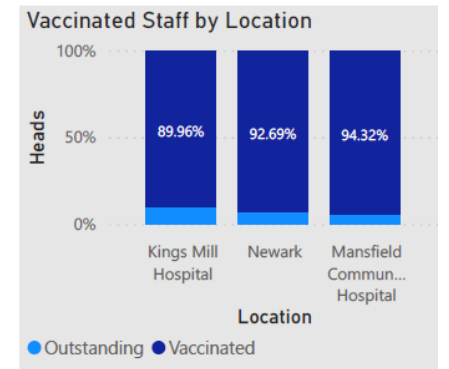 Vaccinated Staff by Location
100%
50%
0%
Heads
89.96%
92.69%
94.32%
Kings Mill
Hospital
Newark
Mansfield
Commun...
Hospital
Location
Outstanding Vaccinated